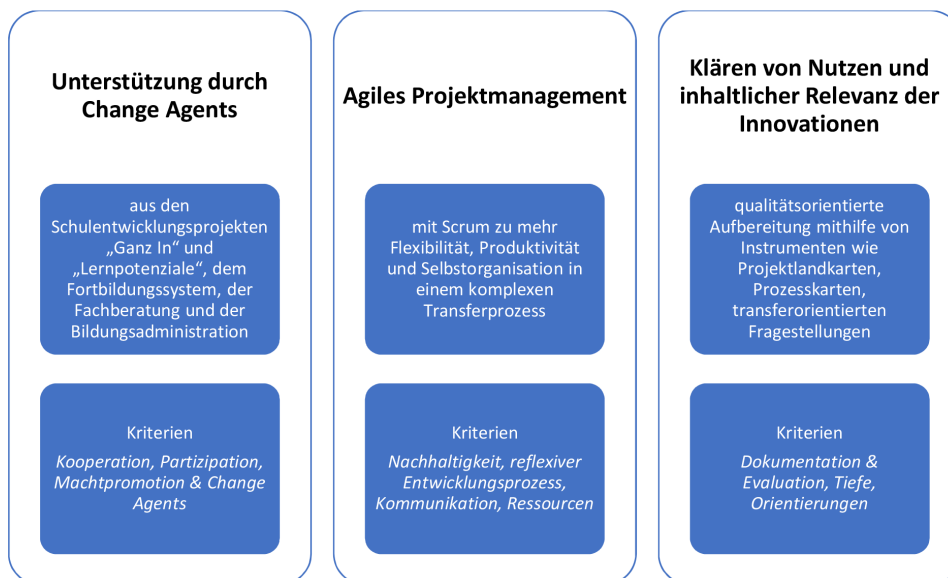 Unterstützung durch
Change Agents
aus den
Schulentwicklungsprojekten
„Ganz In“ und
„Lernpotenziale“, dem
Fortbildungssystem, der
Fachberatung und der
Bildungsadministration
Kriterien
Kooperation, Partizipation,
Machtpromotion & Change
Agents
Agiles Projektmanagement
mit Scrum zu mehr
Flexibilität, Produktivität
und Selbstorganisation in
einem komplexen
Transferprozess
Kriterien
Nachhaltigkeit, reflexiver
Entwicklungsprozess,
Kommunikation, Ressourcen
Klären von Nutzen und
inhaltlicher Relevanz der
Innovationen
qualitätsorientierte
Aufbereitung mithilfe von
Instrumenten wie
Projektlandkarten,
Prozesskarten,
transferorientierten
Fragestellungen
Kriterien
Dokumentation &
Evaluation, Tiefe,
Orientierungen